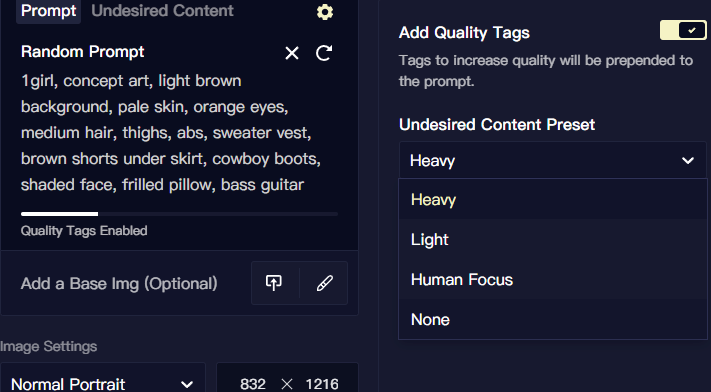 Prompt Undesired Content
Random Prompt
1girl, concept art, light brown
background, pale skin, orange eyes,
medium hair, thighs, abs, sweater vest,
brown shorts under skirt, cowboy boots,
shaded face, frilled pillow, bass guitar
Quality Tags Enabled
Add a Base Img (Optional)
Image Settings
Normal Portrait
832 × 1216
Add Quality Tags
Tags to increase quality will be prepended to
the prompt.
Undesired Content Preset
Heavy
Heavy
Light
Human Focus
None